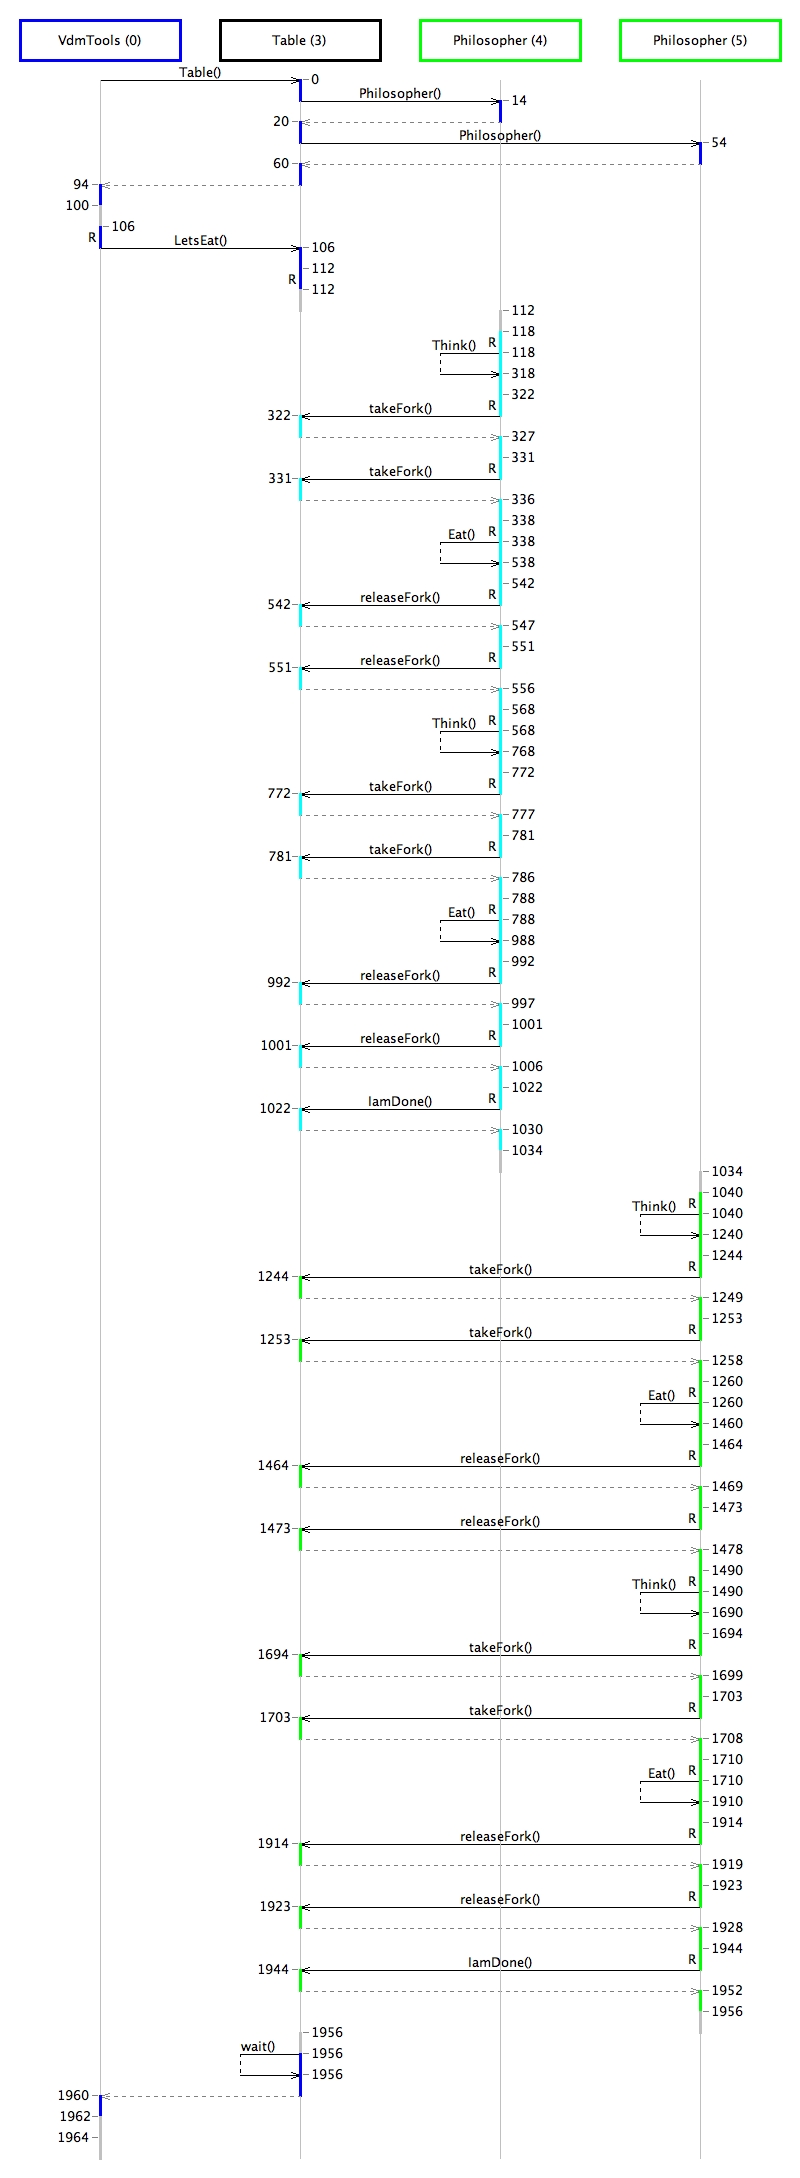 VdmTools (0) Table (3) Philosopher (4) Philosopher (5)
Table() 0
Philosopher() 14
20
Philosopher() 54
60
94
100
106
R LetsEat() 106
112
R 112
112
118
R
Think() 118
318
322
R
322 takeFork()
327
331
R
331 takeFork()
336
338
R
Eat() 338
538
542
R
542 releaseFork()
547
551
R
551 releaseFork()
556
568
R
Think() 568
768
772
R
772 takeFork()
777
781
R
781 takeFork()
786
788
R
Eat() 788
988
992
R
992 releaseFork()
997
1001
R
1001 releaseFork()
1006
1022
R
1022 IamDone()
1030
1034
1034
1040
R
Think() 1040
1240
1244
R
1244 takeFork()
1249
1253
R
1253 takeFork()
1258
1260
R
Eat() 1260
1460
1464
R
1464 releaseFork()
1469
1473
R
1473 releaseFork()
1478
1490
R
Think() 1490
1690
1694
R
1694 takeFork()
1699
1703
R
1703 takeFork()
1708
1710
R
Eat() 1710
1910
1914
R
1914 releaseFork()
1919
1923
R
1923 releaseFork()
1928
1944
R
1944 IamDone()
1952
1956
1956
wait() 1956
1956
1960
1962
1964